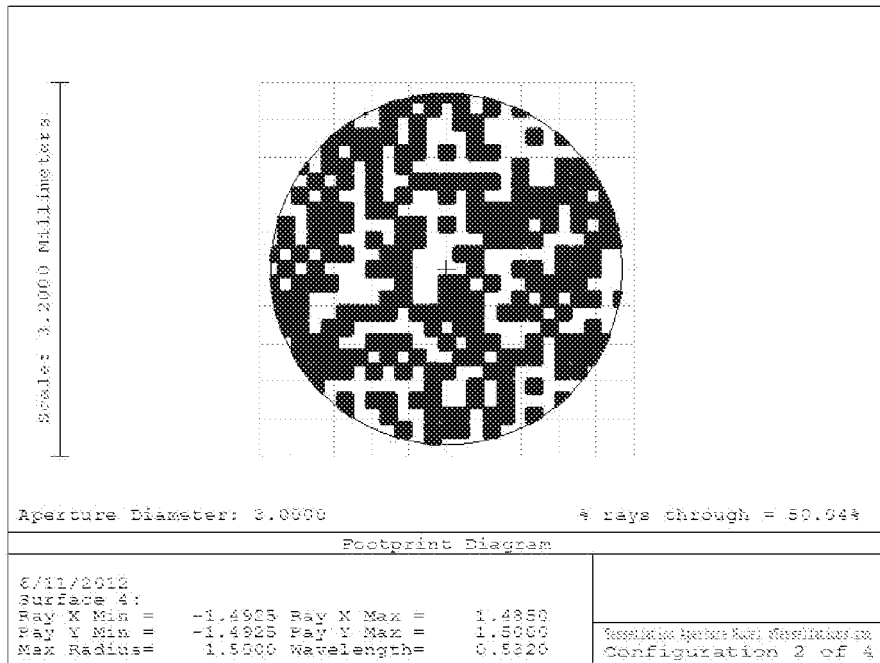 Scale: 3.2000 Millimeters
Aperture Diameter: 3.0000
% rays through = 50.04%
Footprint Diagram
6/11/2012
Surface 4:
Ray X Min = -1.4925 Ray X Max = 1.4850
Ray Y Min = -1.4925 Ray Y Max = 1.5000
Max Radius= 1.5000 Wavelength= 0.5320
Configuration 2 of 4